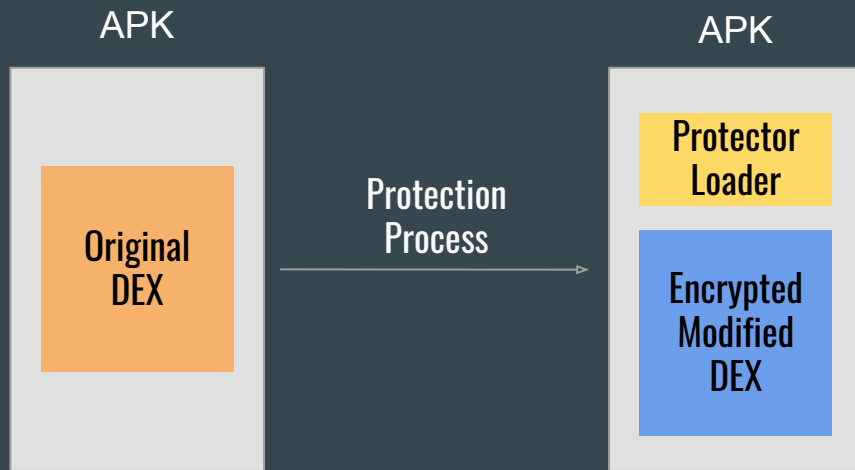 APK
Original
DEX
Protection
Process
APK
Protector
Loader
Encrypted
Modified
DEX